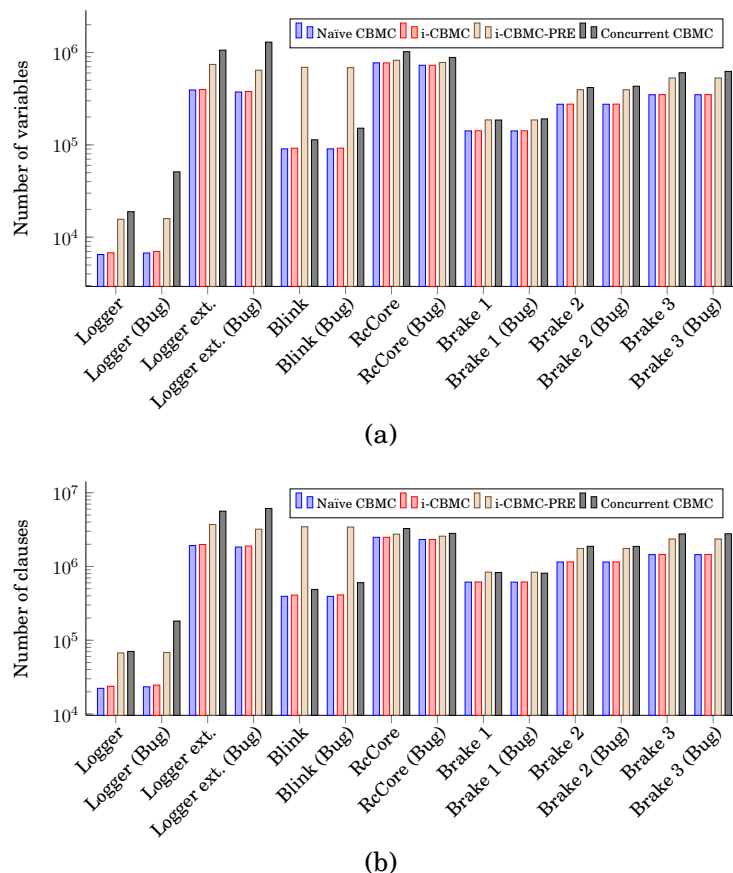 Naïve CBMC i-CBMC i-CBMC-PRE Concurrent CBMC
Number of variables
10^6
10^5
10^4
Logger
Logger (Bug)
Logger ext.
Logger ext. (Bug)
Blink
Blink (Bug)
RcCore
RcCore (Bug)
Brake 1
Brake 1 (Bug)
Brake 2
Brake 2 (Bug)
Brake 3
Brake 3 (Bug)
(a)
Naïve CBMC i-CBMC i-CBMC-PRE Concurrent CBMC
Number of clauses
10^7
10^6
10^5
10^4
Logger
Logger (Bug)
Logger ext.
Logger ext. (Bug)
Blink
Blink (Bug)
RcCore
RcCore (Bug)
Brake 1
Brake 1 (Bug)
Brake 2
Brake 2 (Bug)
Brake 3
Brake 3 (Bug)
(b)